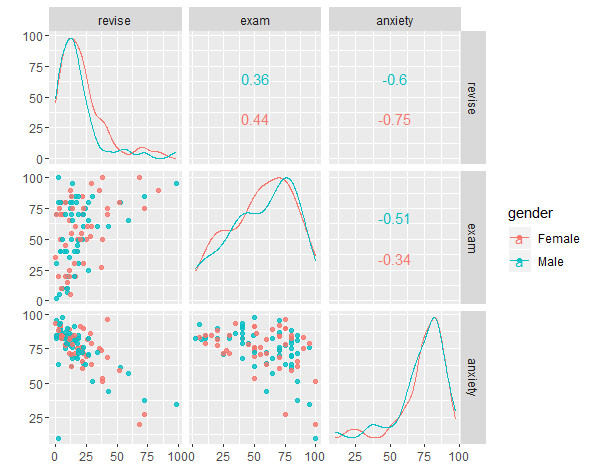 revise exam anxiety
100
75
50
25
0
0.36 -0.6
0.44 -0.75
revise
100
75
50
25
0
-0.51
-0.34
exam
100
75
50
25
anxiety
0 25 50 75 100
0 25 50 75 100
25 50 75 100
gender
a Female
a Male